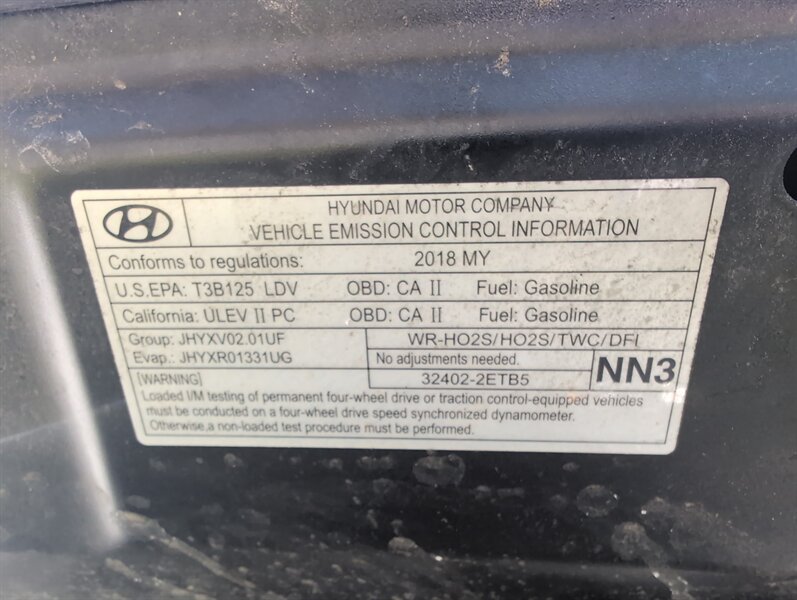 HYUNDAI MOTOR COMPANY
VEHICLE EMISSION CONTROL INFORMATION
Conforms to regulations: 2018 MY
U.S.EPA: T3B125 LDV OBD: CA II Fuel: Gasoline
California: ULEV II PC OBD: CA II Fuel: Gasoline
Group: JHYXV02.01UF WR-HO2S/HO2S/TWC/DFI
Evap.: JHYXR01331UG No adjustments needed. NN3
[WARNING] 32402-2ETB5
Loaded I/M testing of permanent four-wheel drive or traction control-equipped vehicles
must be conducted on a four-wheel drive speed synchronized dynamometer.
Otherwise,a non-loaded test procedure must be performed.